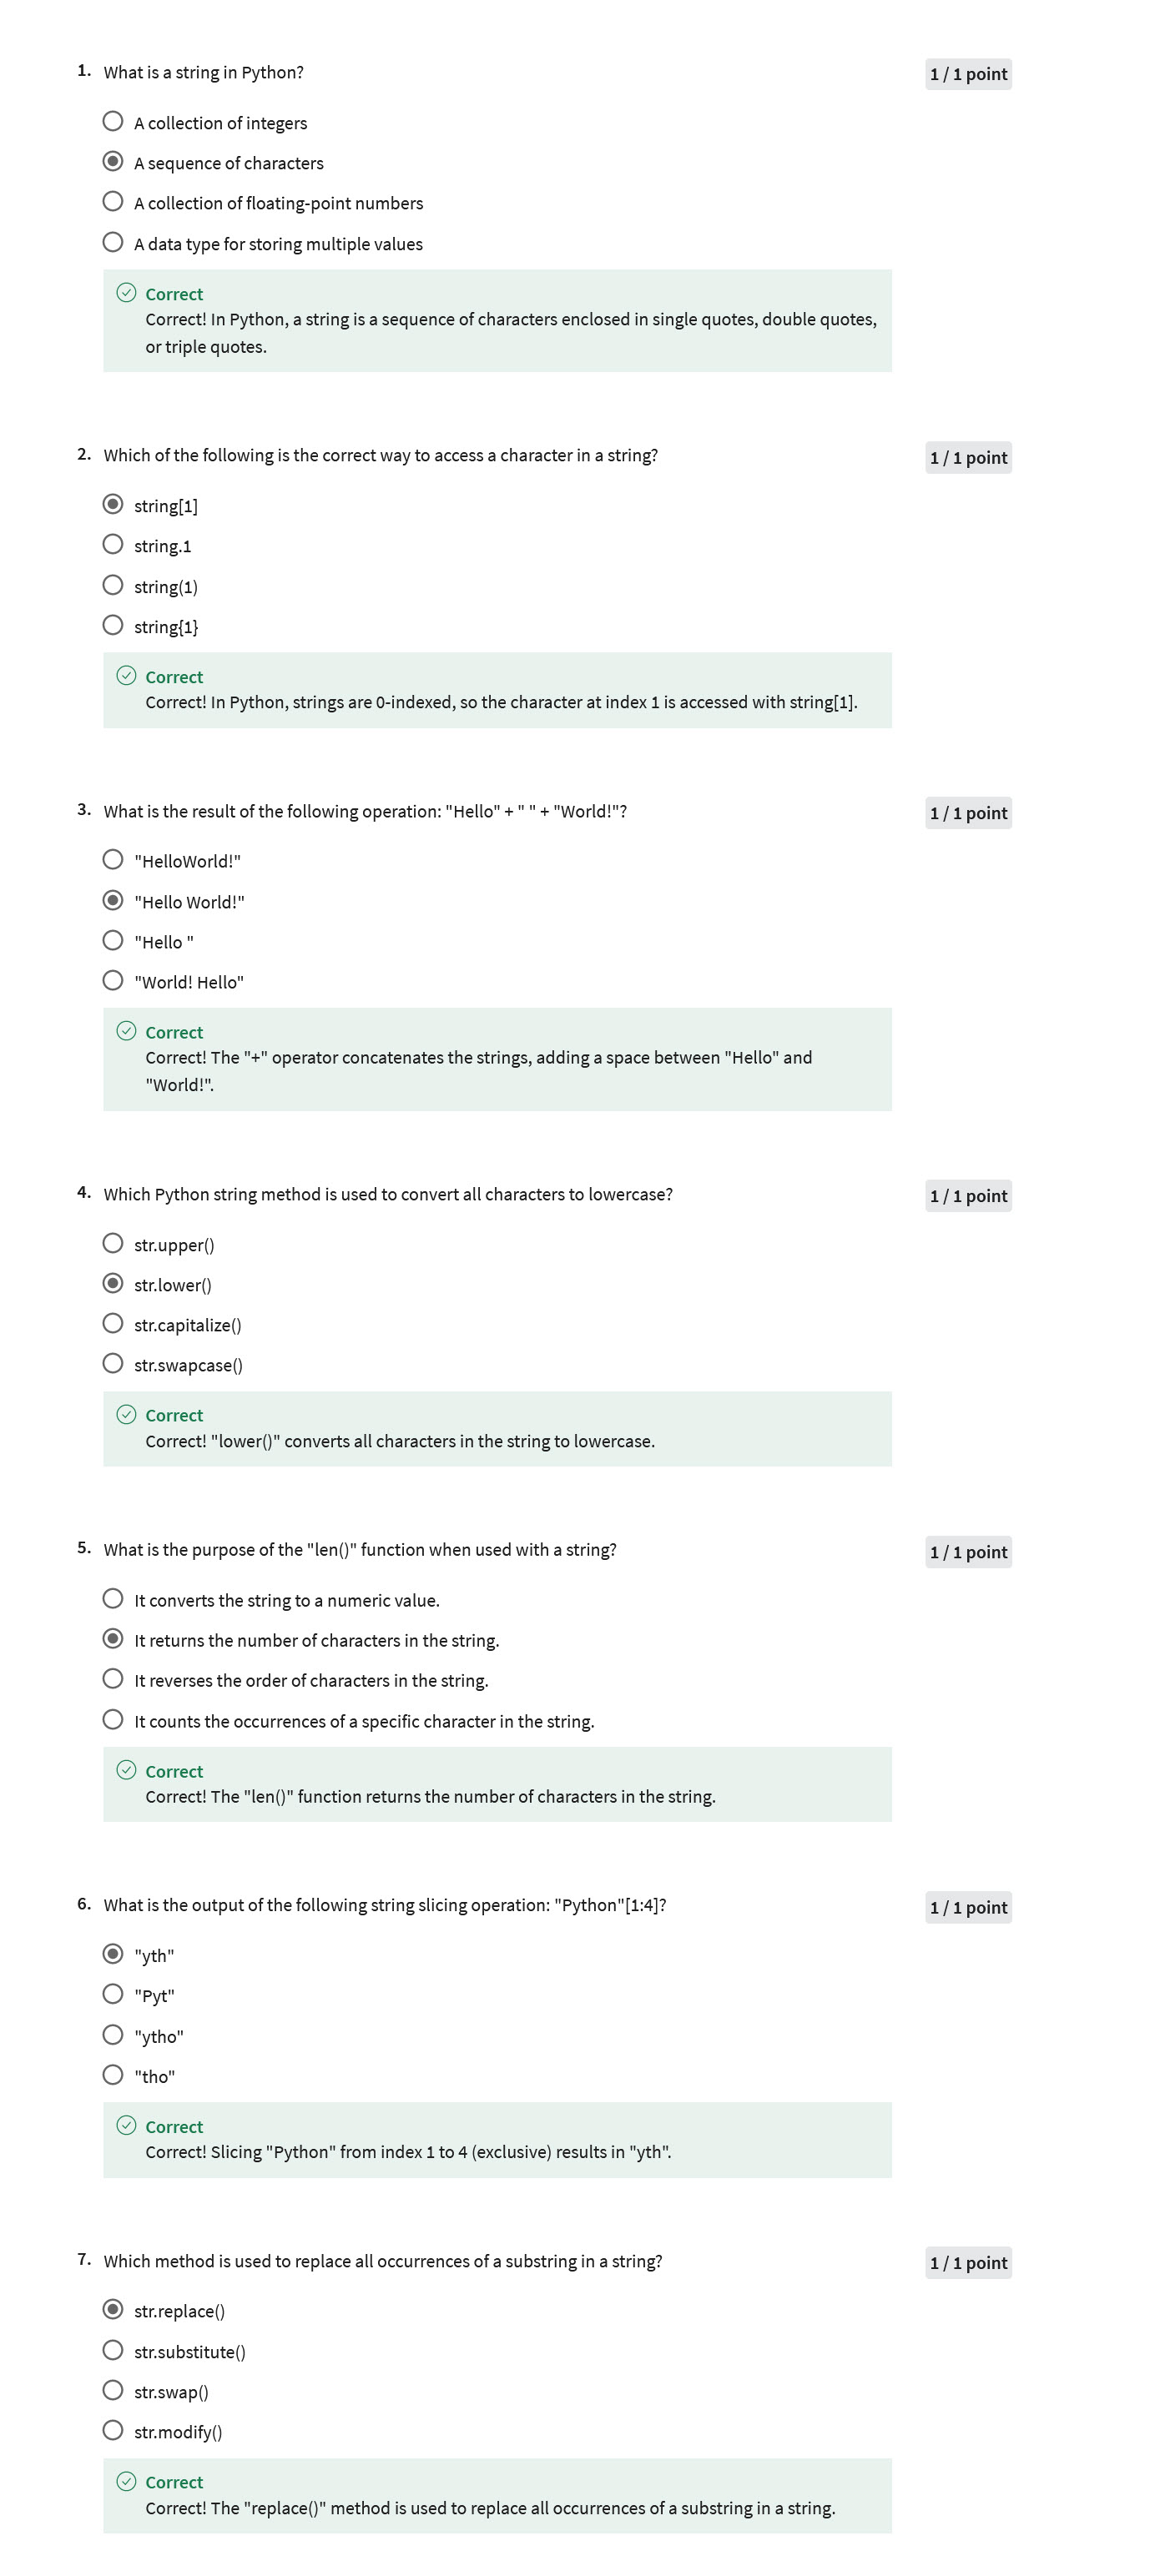 1. What is a string in Python?
1 / 1 point
A collection of integers
A sequence of characters
A collection of floating-point numbers
A data type for storing multiple values
Correct
Correct! In Python, a string is a sequence of characters enclosed in single quotes, double quotes,
or triple quotes.
2. Which of the following is the correct way to access a character in a string?
1 / 1 point
string[1]
string.1
string(1)
string{1}
Correct
Correct! In Python, strings are 0-indexed, so the character at index 1 is accessed with string[1].
3. What is the result of the following operation: "Hello" + " " + "World!"?
1 / 1 point
"HelloWorld!"
"Hello World!"
"Hello "
"World! Hello"
Correct
Correct! The "+" operator concatenates the strings, adding a space between "Hello" and
"World!".
4. Which Python string method is used to convert all characters to lowercase?
1 / 1 point
str.upper()
str.lower()
str.capitalize()
str.swapcase()
Correct
Correct! "lower()" converts all characters in the string to lowercase.
5. What is the purpose of the "len()" function when used with a string?
1 / 1 point
It converts the string to a numeric value.
It returns the number of characters in the string.
It reverses the order of characters in the string.
It counts the occurrences of a specific character in the string.
Correct
Correct! The "len()" function returns the number of characters in the string.
6. What is the output of the following string slicing operation: "Python"[1:4]?
1 / 1 point
"yth"
"Pyt"
"ytho"
"tho"
Correct
Correct! Slicing "Python" from index 1 to 4 (exclusive) results in "yth".
7. Which method is used to replace all occurrences of a substring in a string?
1 / 1 point
str.replace()
str.substitute()
str.swap()
str.modify()
Correct
Correct! The "replace()" method is used to replace all occurrences of a substring in a string.